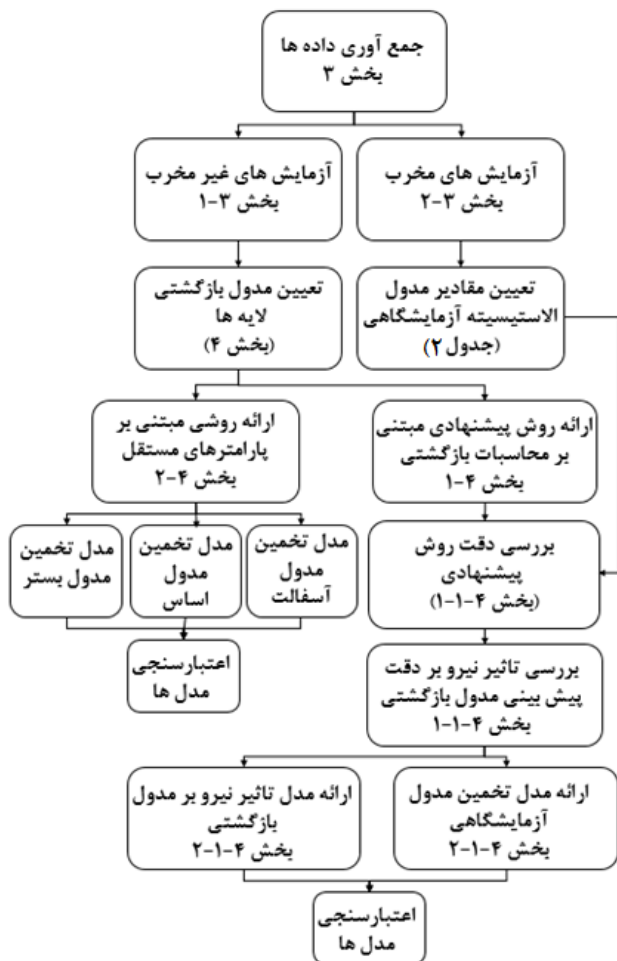 جمع آوری داده ها
بخش ۳
آزمایش های مخرب
بخش ۳-۲
آزمایش های غیر مخرب
بخش ۳-۱
تعیین مقادیر مدول
الاستیسیته آزمایشگاهی
(جدول ۲)
تعیین مدول بازگشتی
لایه ها
(بخش ۴)
ارائه روش پیشنهادی مبتنی
بر محاسبات بازگشتی
بخش ۴-۱
ارائه روشی مبتنی بر
پارامترهای مستقل
بخش ۴-۲
بررسی دقت روش
پیشنهادی
(بخش ۴-۱-۱)
مدل تخمین
مدول
آسفالت
مدل تخمین
مدول
اساس
مدل تخمین
مدول بستر
اعتبارسنجی
مدل ها
بررسی تاثیر نیرو بر دقت
پیش بینی مدول بازگشتی
بخش ۴-۱-۱
ارائه مدل تخمین مدول
آزمایشگاهی
بخش ۴-۱-۲
ارائه مدل تاثیر نیرو بر مدول
بازگشتی
بخش ۴-۱-۲
اعتبارسنجی
مدل ها